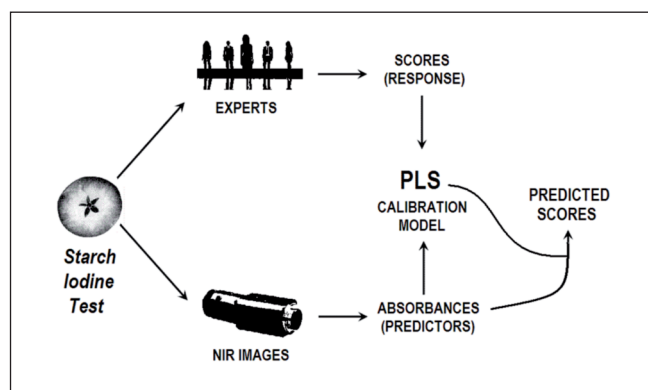 SCORES
(RESPONSE)
EXPERTS
PLS
CALIBRATION
MODEL
PREDICTED
SCORES
Starch
Iodine
Test
ABSORBANCES
(PREDICTORS)
NIR IMAGES